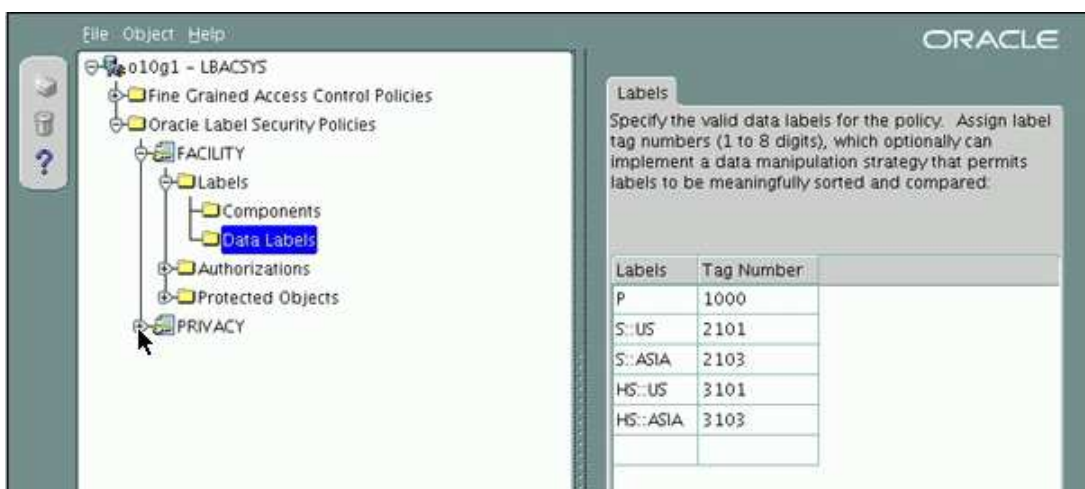 File Object Help
ORACLE
o10g1 - LBACSYS
Fine Grained Access Control Policies
Oracle Label Security Policies
FACILITY
Labels
Components
Data Labels
Authorizations
Protected Objects
PRIVACY
?
Labels
Specify the valid data labels for the policy. Assign label
tag numbers (1 to 8 digits), which optionally can
implement a data manipulation strategy that permits
labels to be meaningfully sorted and compared:
Labels Tag Number
P 1000
S::US 2101
S::ASIA 2103
HS::US 3101
HS::ASIA 3103